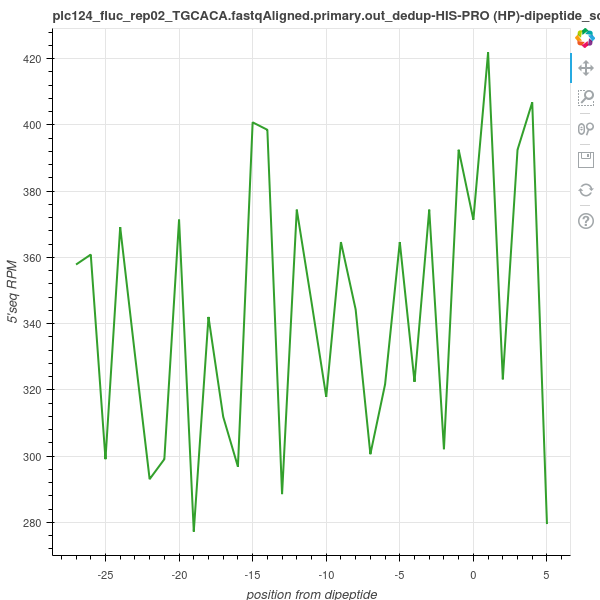 plc124_fluc_rep02_TGCACA.fastqAligned.primary.out_dedup-HIS-PRO (HP)-dipeptide_sc
420
400
380
360
340
320
300
280
5'seq RPM
-25 -20 -15 -10 -5 0 5
position from dipeptide